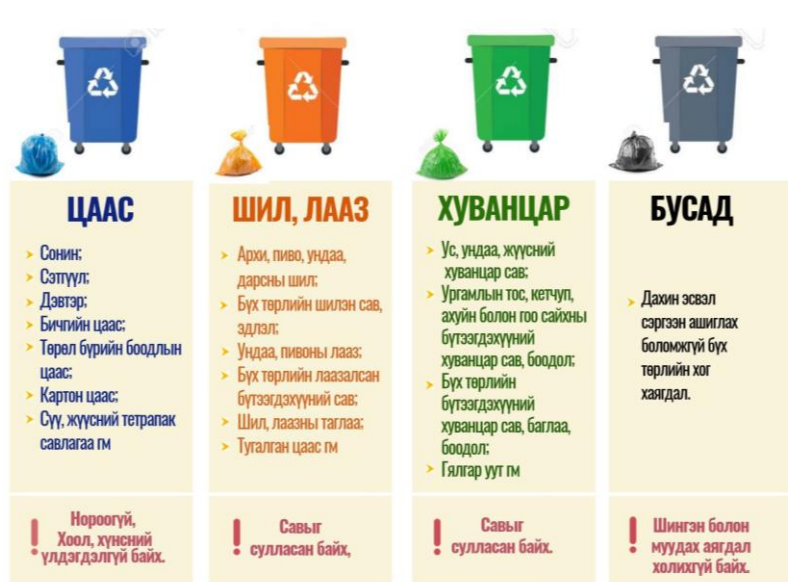 ЦААС
Сонин;
Сэтгүүл;
Дэвтэр;
Бичгийн цаас;
Төрөл бүрийн боодлын
цаас;
Картон цаас;
Сүү, жүүсний тетрапак
савлагаа гм
Нороогүй,
Хоол, хүнсний
үлдэгдэлгүй байх.
ШИЛ, ЛААЗ
Архи, пиво, ундаа,
дарсны шил;
Бүх төрлийн шилэн сав,
эдлэл;
Ундаа, пивоны лааз;
Бүх төрлийн лаазалсан
бүтээгдэхүүний сав;
Шил, лаазны таглаа;
Тугалган цаас гм
Савыг
сулласан байх,
ХУВАНЦАР
Ус, ундаа, жүүсний
хуванцар сав;
Ургамлын тос, кетчуп,
ахуйн болон гоо сайхны
бүтээгдэхүүний
хуванцар сав, боодол;
Бүх төрлийн
бүтээгдэхүүний
хуванцар сав, баглаа,
боодол;
Гялгар уут гм
Савыг
сулласан байх.
БУСАД
Дахин эсвэл
сэргээн ашиглах
боломжгүй бүх
төрлийн хог
хаягдал.
Шингэн болон
муудах аягдал
холихгүй байх.